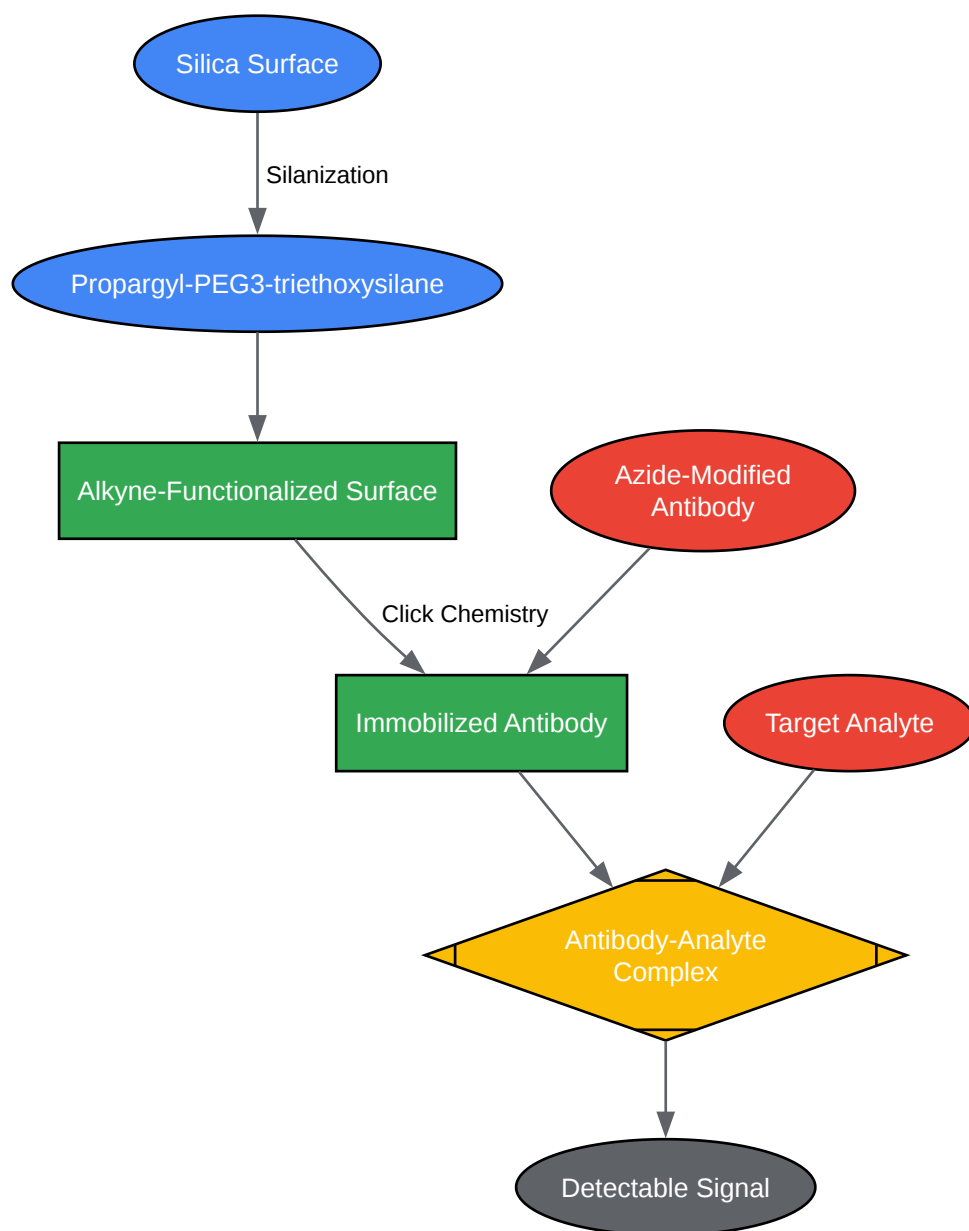 Silica Surface
Silanization
Propargyl-PEG3-triethoxysilane
Alkyne-Functionalized Surface
Azide-Modified
Antibody
Click Chemistry
Immobilized Antibody
Target Analyte
Antibody-Analyte
Complex
Detectable Signal